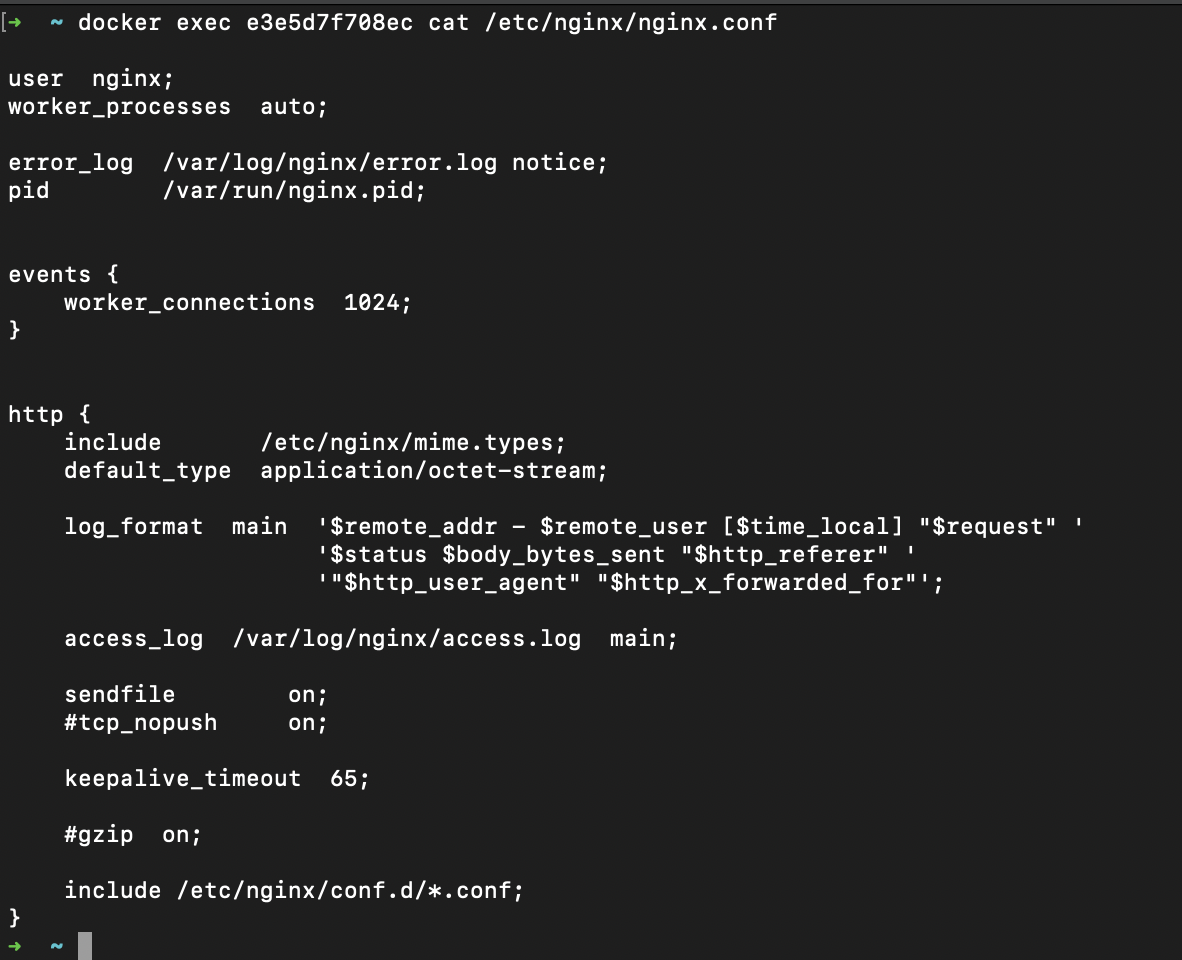 [➜  ~ docker exec e3e5d7f708ec cat /etc/nginx/nginx.conf

user  nginx;
worker_processes  auto;

error_log  /var/log/nginx/error.log notice;
pid        /var/run/nginx.pid;


events {
    worker_connections  1024;
}


http {
    include       /etc/nginx/mime.types;
    default_type  application/octet-stream;

    log_format  main  '$remote_addr - $remote_user [$time_local] "$request" '
                      '$status $body_bytes_sent "$http_referer" '
                      '"$http_user_agent" "$http_x_forwarded_for"';

    access_log  /var/log/nginx/access.log  main;

    sendfile        on;
    #tcp_nopush     on;

    keepalive_timeout  65;

    #gzip  on;

    include /etc/nginx/conf.d/*.conf;
}
➜  ~